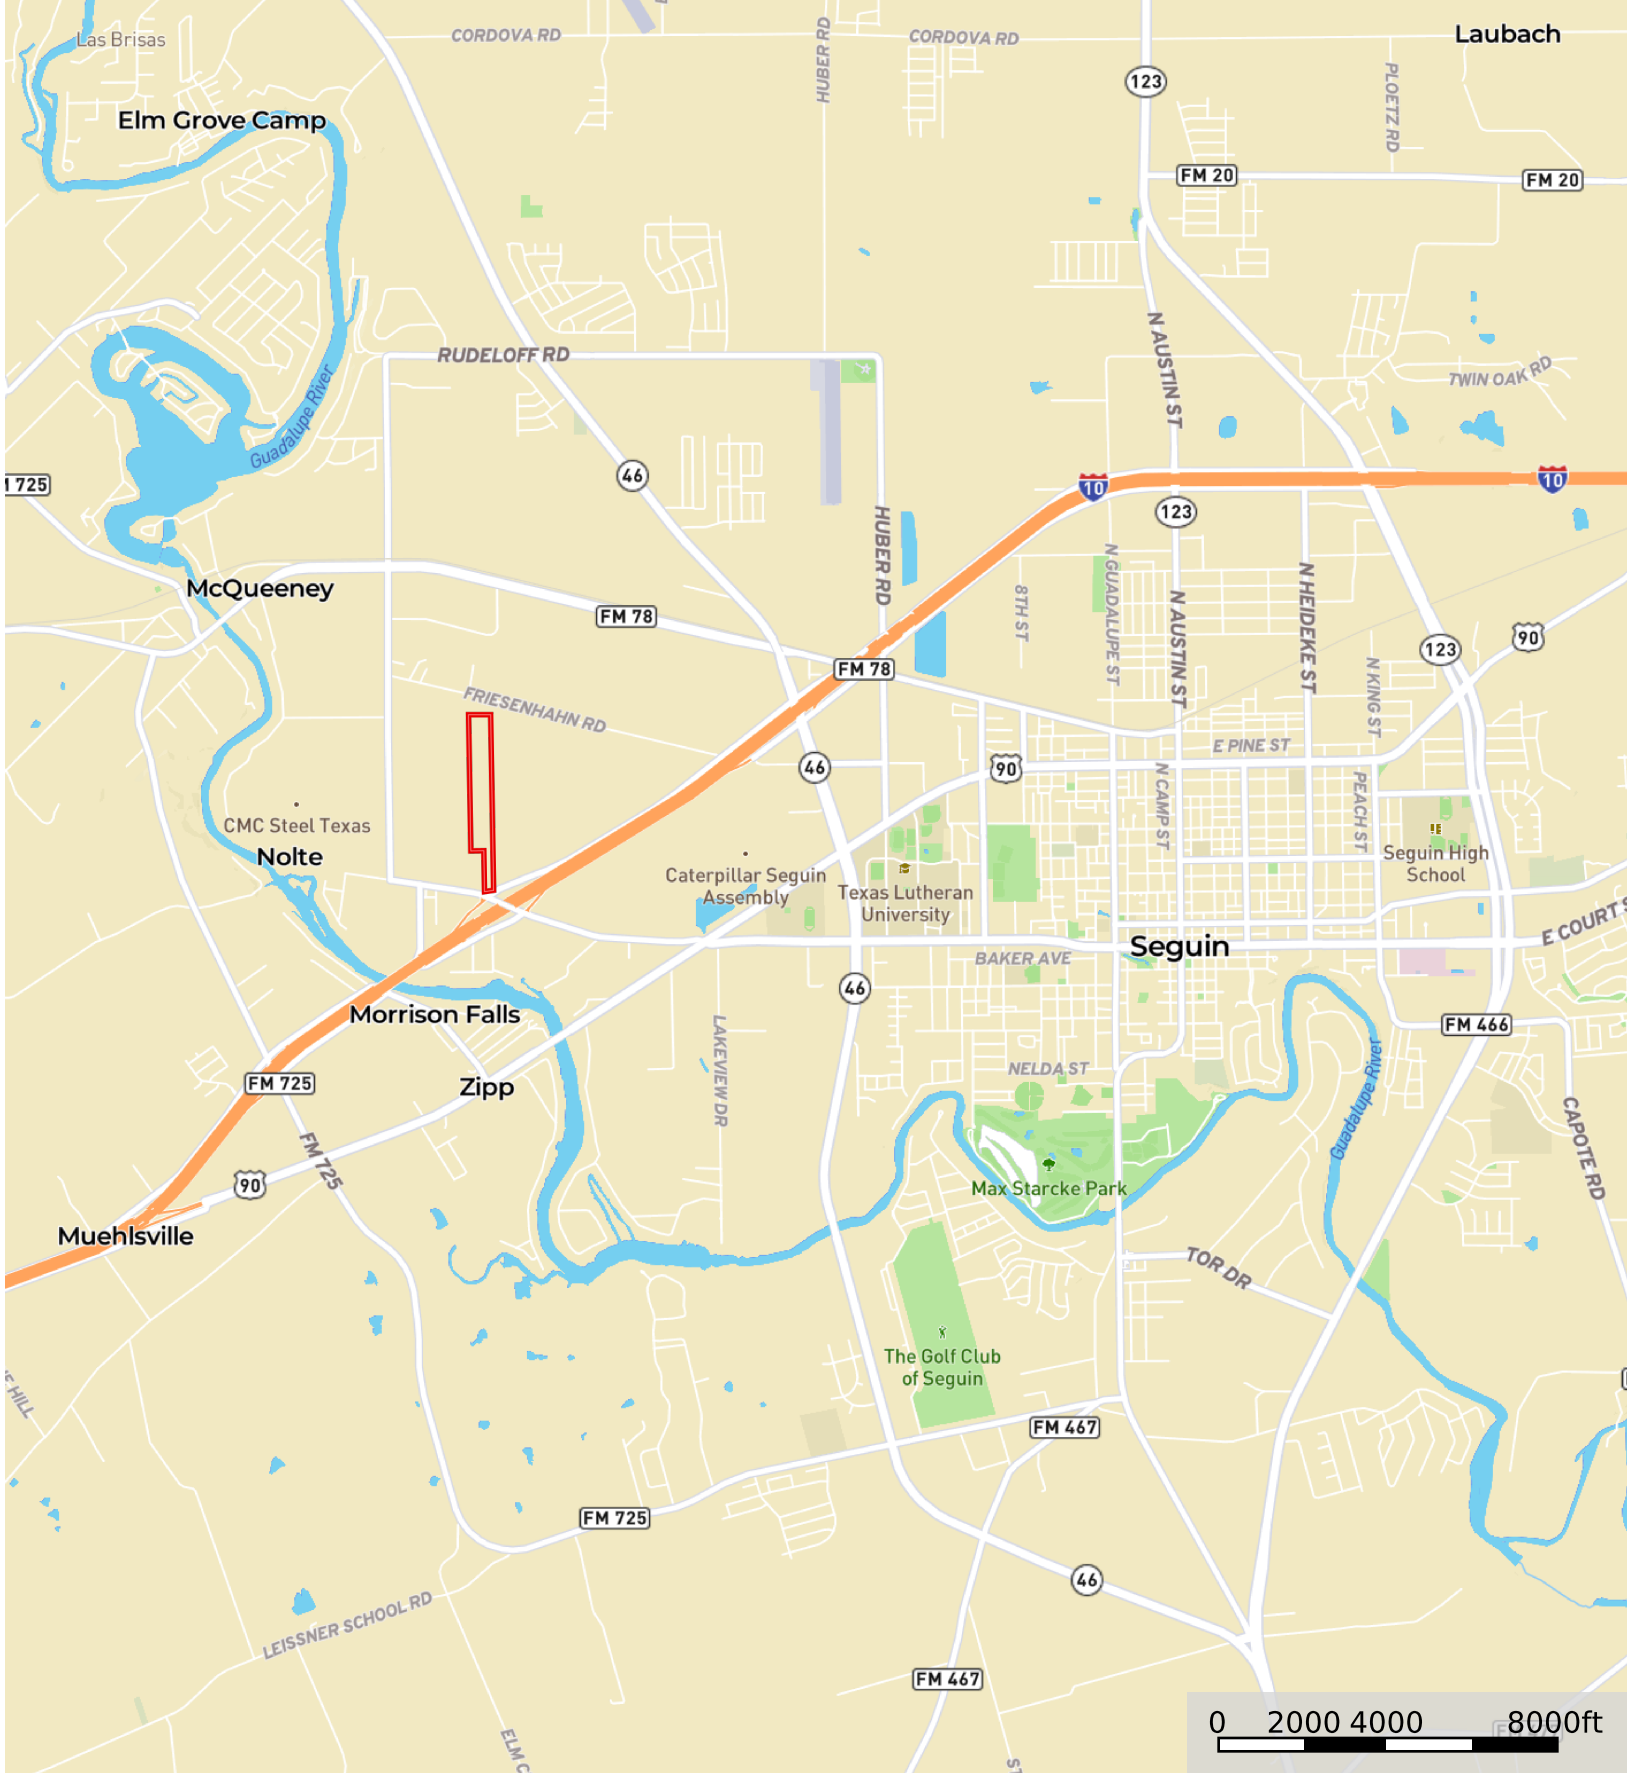 Las Brisas
CORDOVA RD
HUBER RD
CORDOVA RD
Laubach
123
PLOETZ RD
Elm Grove Camp
FM 20
FM 20
N AUSTIN ST
RUDELOFF RD
TWIN OAK RD
Guadalupe River
46
725
10
10
123
HUBER RD
N GUADALUPE ST
McQueeney
8TH ST
N AUSTIN ST
N HEIDEKE ST
FM 78
90
123
FM 78
N KING ST
FRIESENHAHN RD
E PINE ST
46
90
N CAMP ST
PEACH ST
CMC Steel Texas
Nolte
Seguin High
School
Caterpillar Seguin
Assembly
Texas Lutheran
University
E COURT S
Seguin
BAKER AVE
46
Morrison Falls
FM 466
LAKEVIEW DR
NELDA ST
Guadalupe River
FM 725
Zipp
CAPOTE RD
FM 725
90
Max Starcke Park
Muehlsville
TOR DR
The Golf Club
of Seguin
HILL
FM 467
FM 725
46
LEISSNER SCHOOL RD
FM 467
ELM C
ST
0 2000 4000 8000ft